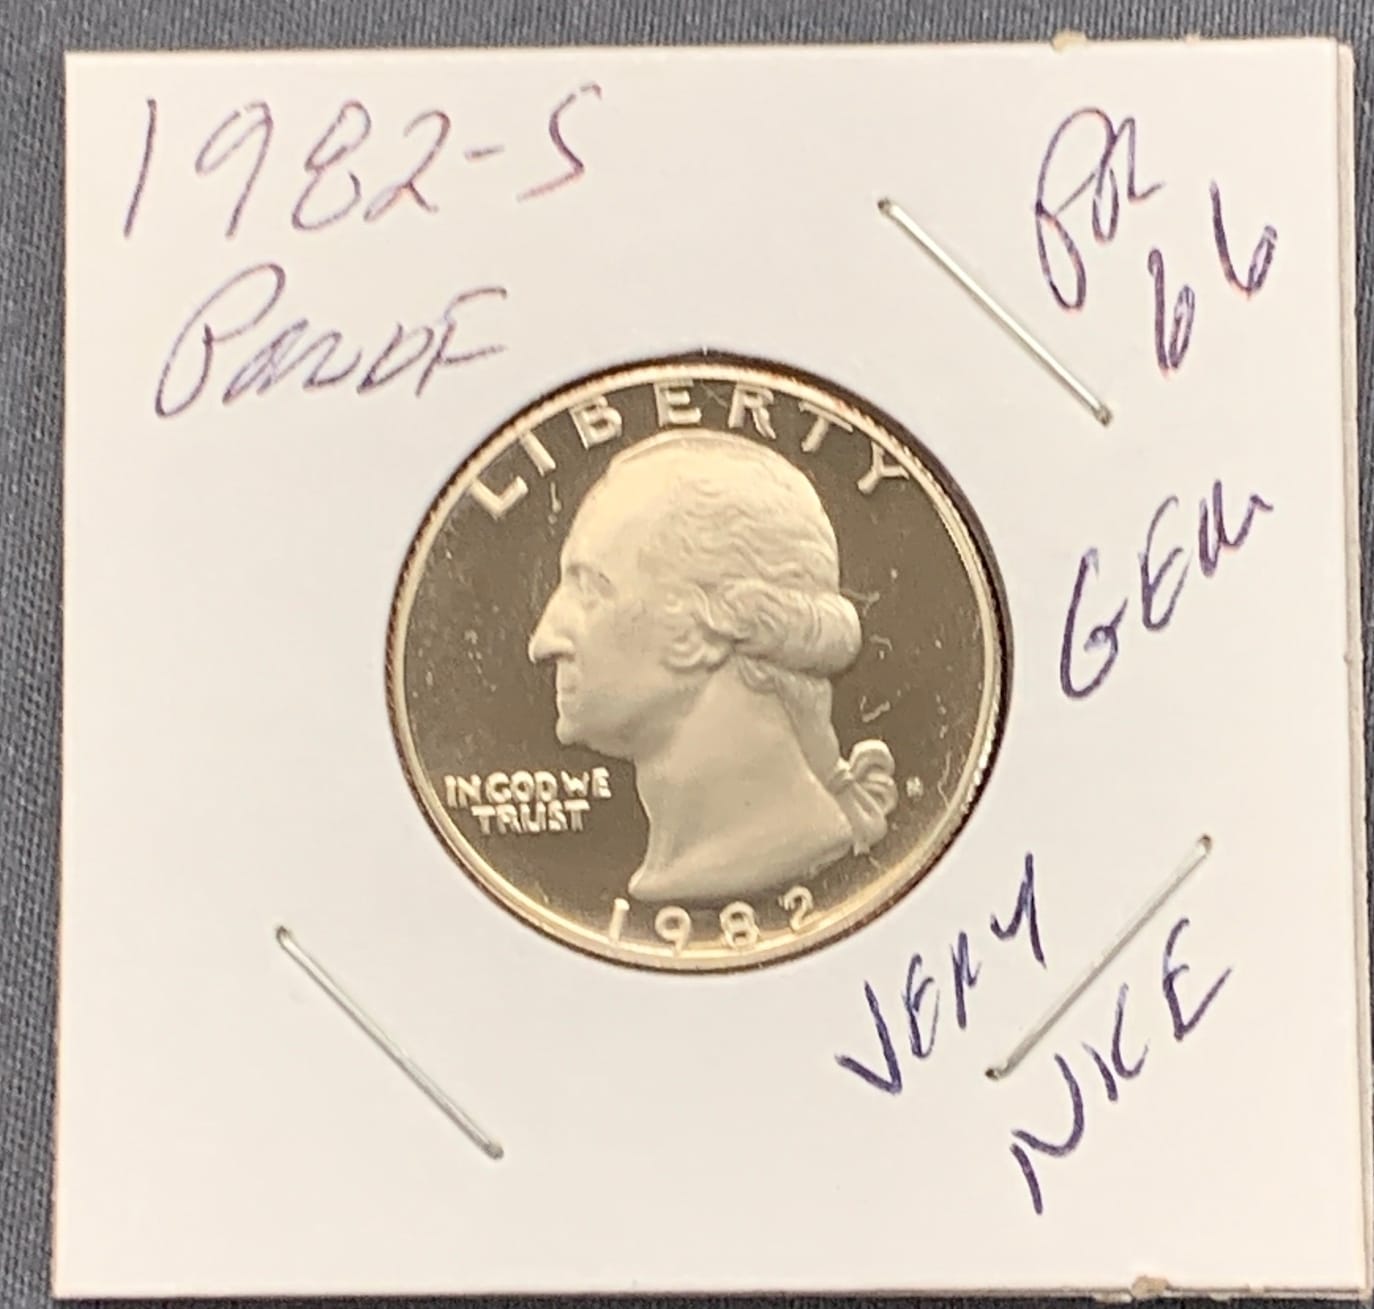 1982-S
PROOF
PR
66
GEM
VERY
NICE
LIBERTY
IN GOD WE
TRUST
1982